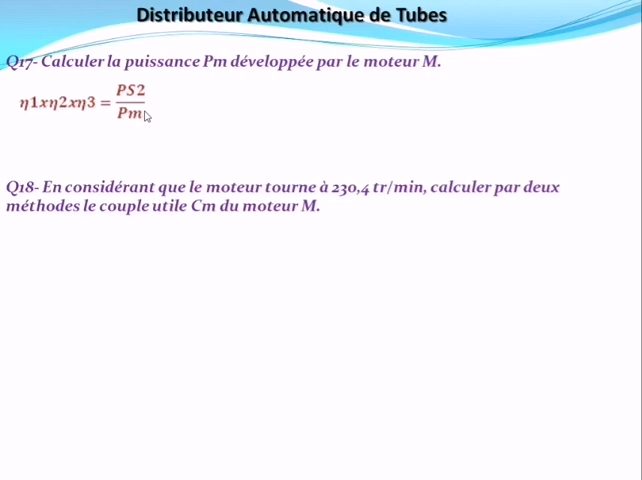 Distributeur Automatique de Tubes
Q17- Calculer la puissance Pm développée par le moteur M.
η1xη2xη3 = PS2/Pm
Q18- En considérant que le moteur tourne à 230,4 tr/min, calculer par deux
méthodes le couple utile Cm du moteur M.